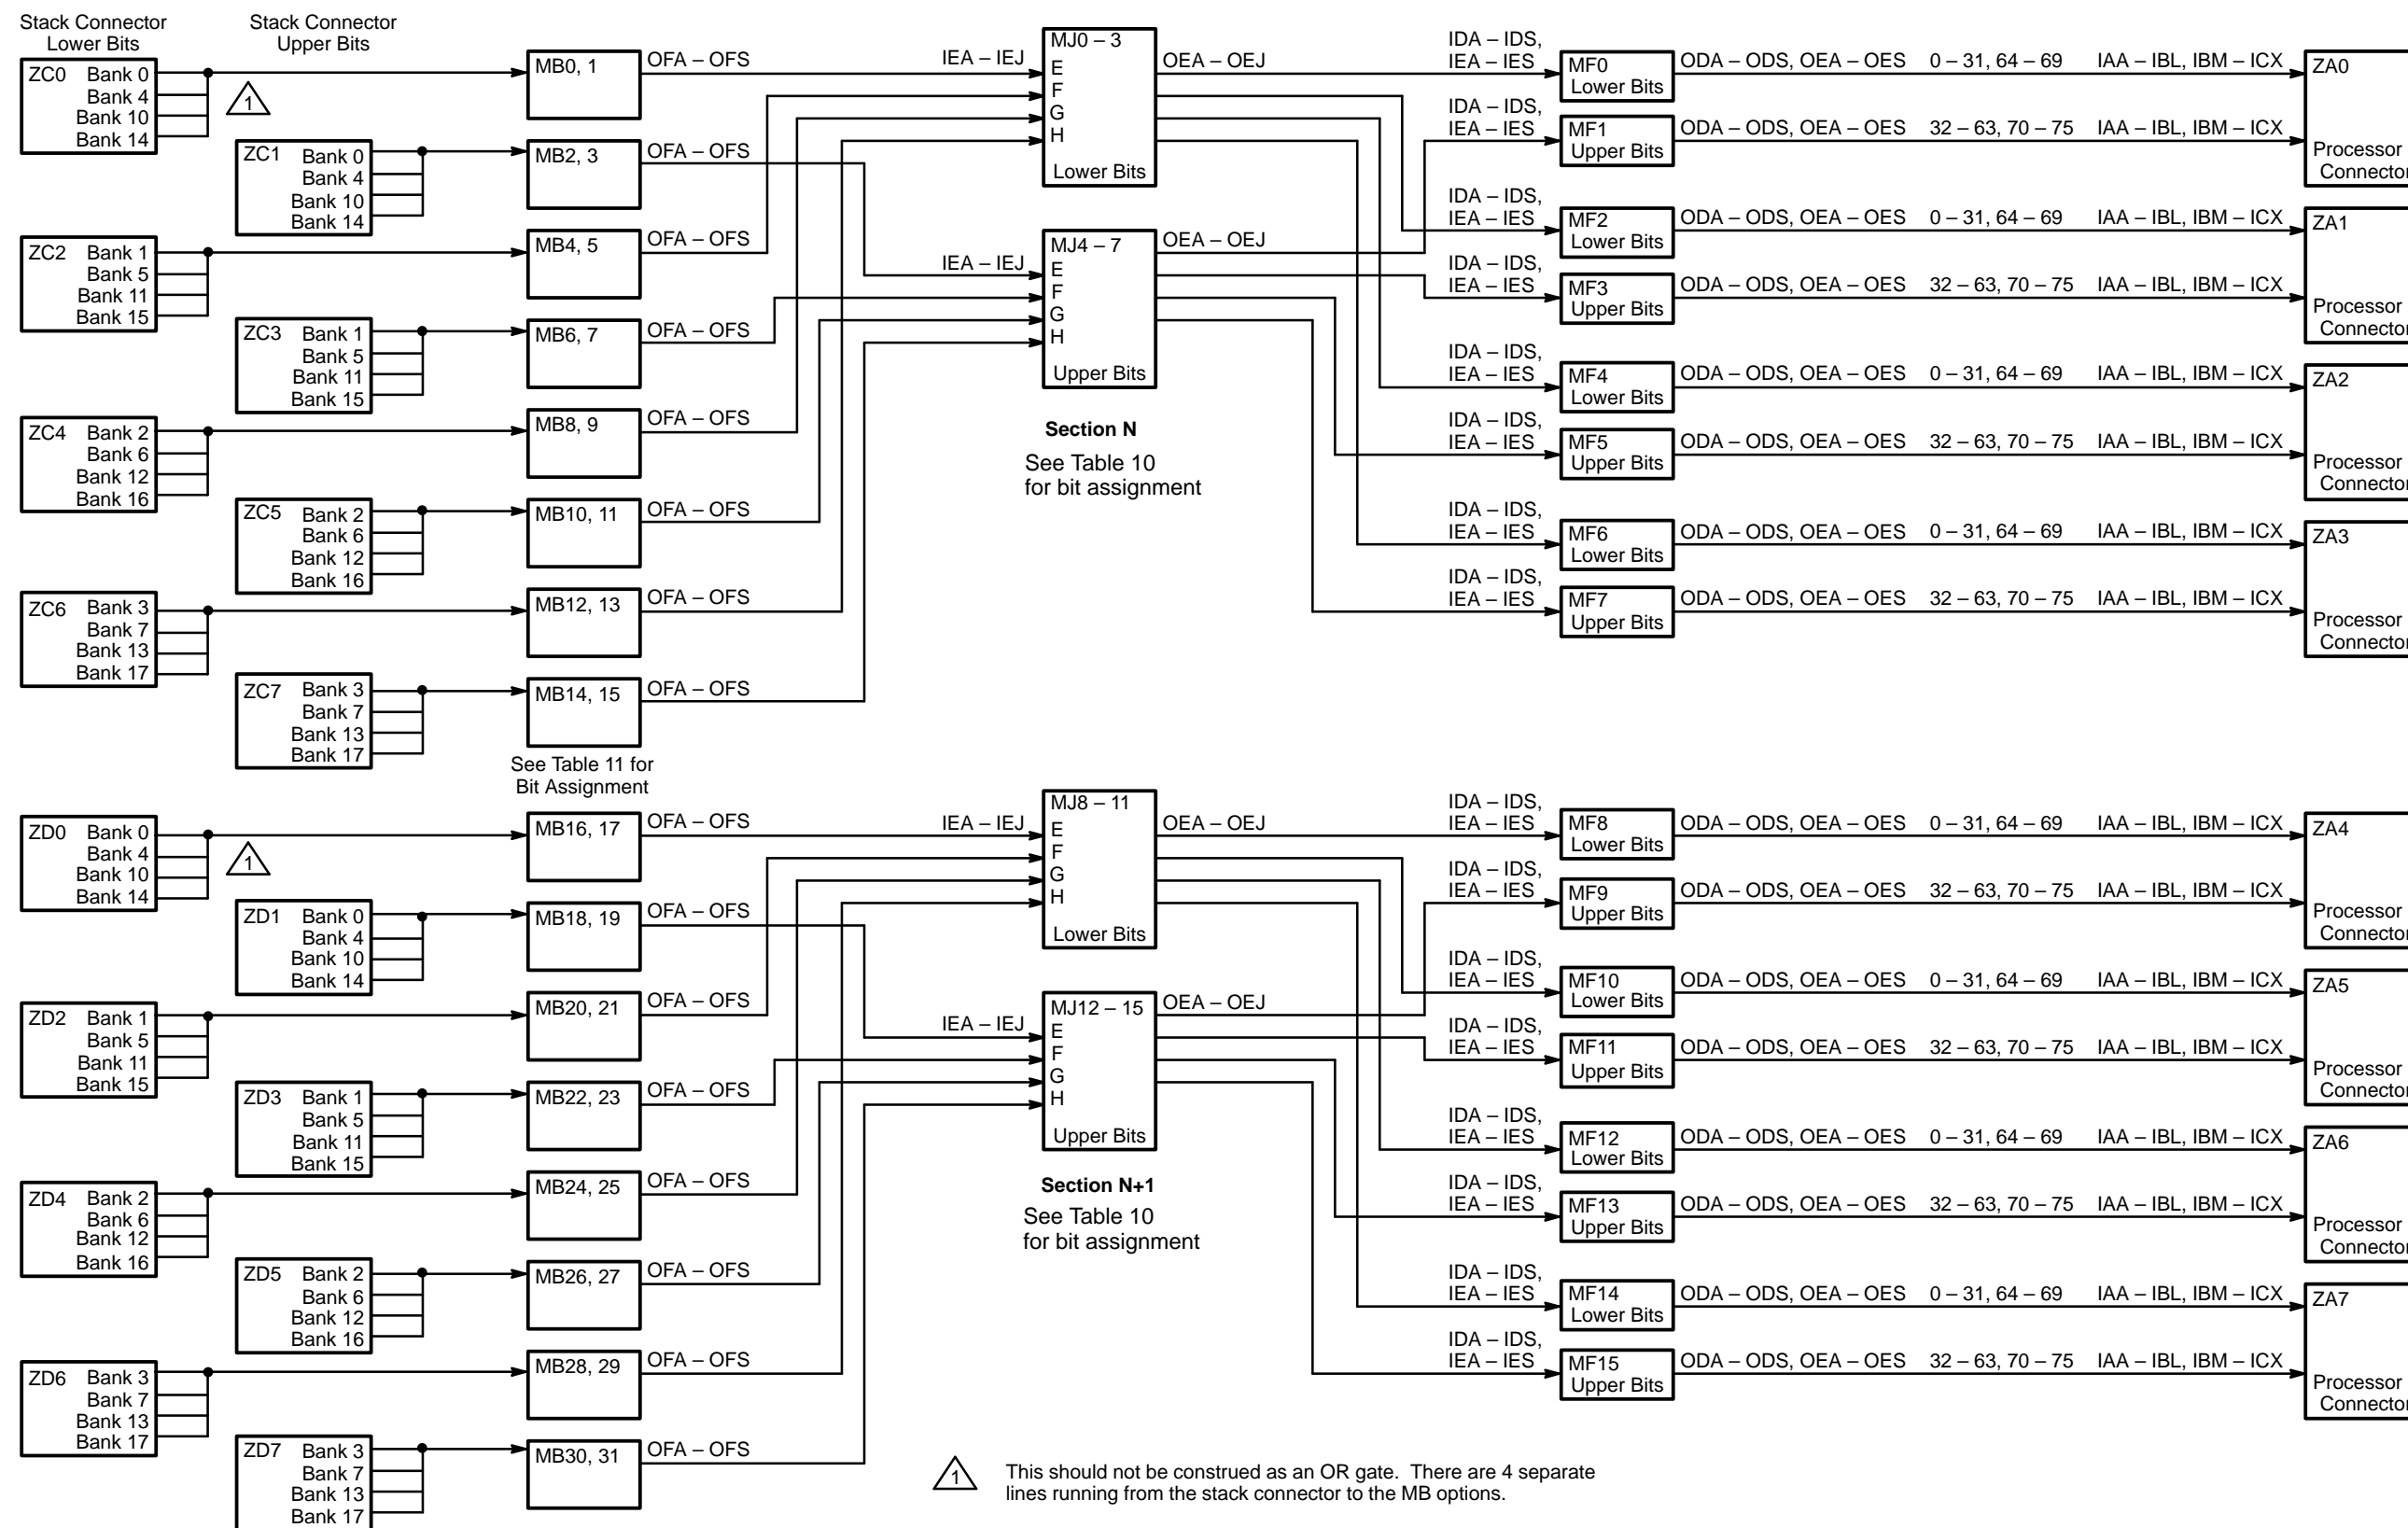 Stack Connector
Lower Bits
Stack Connector
Upper Bits
ZC0 Bank 0
Bank 4
Bank 10
Bank 14
1
ZC1 Bank 0
Bank 4
Bank 10
Bank 14
ZC2 Bank 1
Bank 5
Bank 11
Bank 15
ZC3 Bank 1
Bank 5
Bank 11
Bank 15
ZC4 Bank 2
Bank 6
Bank 12
Bank 16
ZC5 Bank 2
Bank 6
Bank 12
Bank 16
ZC6 Bank 3
Bank 7
Bank 13
Bank 17
ZC7 Bank 3
Bank 7
Bank 13
Bank 17
MB0, 1 OFA – OFS
MB2, 3 OFA – OFS
MB4, 5 OFA – OFS
MB6, 7 OFA – OFS
MB8, 9 OFA – OFS
MB10, 11 OFA – OFS
MB12, 13 OFA – OFS
MB14, 15 OFA – OFS
See Table 11 for
Bit Assignment
IEA – IEJ
MJ0 – 3
E
F
G
H
Lower Bits
OEA – OEJ
IEA – IEJ
MJ4 – 7
E
F
G
H
Upper Bits
OEA – OEJ
Section N
See Table 10
for bit assignment
IDA – IDS,
IEA – IES
MF0
Lower Bits
ODA – ODS, OEA – OES 0 – 31, 64 – 69 IAA – IBL, IBM – ICX
IDA – IDS,
IEA – IES
MF1
Upper Bits
ODA – ODS, OEA – OES 32 – 63, 70 – 75 IAA – IBL, IBM – ICX
ZA0
Processor
Connector
IDA – IDS,
IEA – IES
MF2
Lower Bits
ODA – ODS, OEA – OES 0 – 31, 64 – 69 IAA – IBL, IBM – ICX
IDA – IDS,
IEA – IES
MF3
Upper Bits
ODA – ODS, OEA – OES 32 – 63, 70 – 75 IAA – IBL, IBM – ICX
ZA1
Processor
Connector
IDA – IDS,
IEA – IES
MF4
Lower Bits
ODA – ODS, OEA – OES 0 – 31, 64 – 69 IAA – IBL, IBM – ICX
IDA – IDS,
IEA – IES
MF5
Upper Bits
ODA – ODS, OEA – OES 32 – 63, 70 – 75 IAA – IBL, IBM – ICX
ZA2
Processor
Connector
IDA – IDS,
IEA – IES
MF6
Lower Bits
ODA – ODS, OEA – OES 0 – 31, 64 – 69 IAA – IBL, IBM – ICX
IDA – IDS,
IEA – IES
MF7
Upper Bits
ODA – ODS, OEA – OES 32 – 63, 70 – 75 IAA – IBL, IBM – ICX
ZA3
Processor
Connector
ZD0 Bank 0
Bank 4
Bank 10
Bank 14
1
ZD1 Bank 0
Bank 4
Bank 10
Bank 14
ZD2 Bank 1
Bank 5
Bank 11
Bank 15
ZD3 Bank 1
Bank 5
Bank 11
Bank 15
ZD4 Bank 2
Bank 6
Bank 12
Bank 16
ZD5 Bank 2
Bank 6
Bank 12
Bank 16
ZD6 Bank 3
Bank 7
Bank 13
Bank 17
ZD7 Bank 3
Bank 7
Bank 13
Bank 17
MB16, 17 OFA – OFS
MB18, 19 OFA – OFS
MB20, 21 OFA – OFS
MB22, 23 OFA – OFS
MB24, 25 OFA – OFS
MB26, 27 OFA – OFS
MB28, 29 OFA – OFS
MB30, 31 OFA – OFS
IEA – IEJ
MJ8 – 11
E
F
G
H
Lower Bits
OEA – OEJ
IEA – IEJ
MJ12 – 15
E
F
G
H
Upper Bits
OEA – OEJ
Section N+1
See Table 10
for bit assignment
IDA – IDS,
IEA – IES
MF8
Lower Bits
ODA – ODS, OEA – OES 0 – 31, 64 – 69 IAA – IBL, IBM – ICX
IDA – IDS,
IEA – IES
MF9
Upper Bits
ODA – ODS, OEA – OES 32 – 63, 70 – 75 IAA – IBL, IBM – ICX
ZA4
Processor
Connector
IDA – IDS,
IEA – IES
MF10
Lower Bits
ODA – ODS, OEA – OES 0 – 31, 64 – 69 IAA – IBL, IBM – ICX
IDA – IDS,
IEA – IES
MF11
Upper Bits
ODA – ODS, OEA – OES 32 – 63, 70 – 75 IAA – IBL, IBM – ICX
ZA5
Processor
Connector
IDA – IDS,
IEA – IES
MF12
Lower Bits
ODA – ODS, OEA – OES 0 – 31, 64 – 69 IAA – IBL, IBM – ICX
IDA – IDS,
IEA – IES
MF13
Upper Bits
ODA – ODS, OEA – OES 32 – 63, 70 – 75 IAA – IBL, IBM – ICX
ZA6
Processor
Connector
IDA – IDS,
IEA – IES
MF14
Lower Bits
ODA – ODS, OEA – OES 0 – 31, 64 – 69 IAA – IBL, IBM – ICX
IDA – IDS,
IEA – IES
MF15
Upper Bits
ODA – ODS, OEA – OES 32 – 63, 70 – 75 IAA – IBL, IBM – ICX
ZA7
Processor
Connector
1 This should not be construed as an OR gate. There are 4 separate
lines running from the stack connector to the MB options.